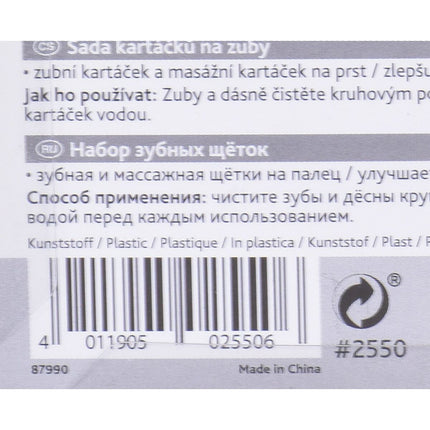 CS Sada kartáčků na zuby
• zubní kartáček a masážní kartáček na prst / zlepšu
Jak ho používat: Zuby a dásně čistěte kruhovým po
kartáček vodou.
RU Набор зубных щёток
• зубная и массажная щётки на палец / улучшае
Способ применения: чистите зубы и дёсны кру
водой перед каждым использованием.
Kunststoff / Plastic / Plastique / In plastica / Kunststof / Plast / P
4 011905 025506
®
#2550
87990 Made in China